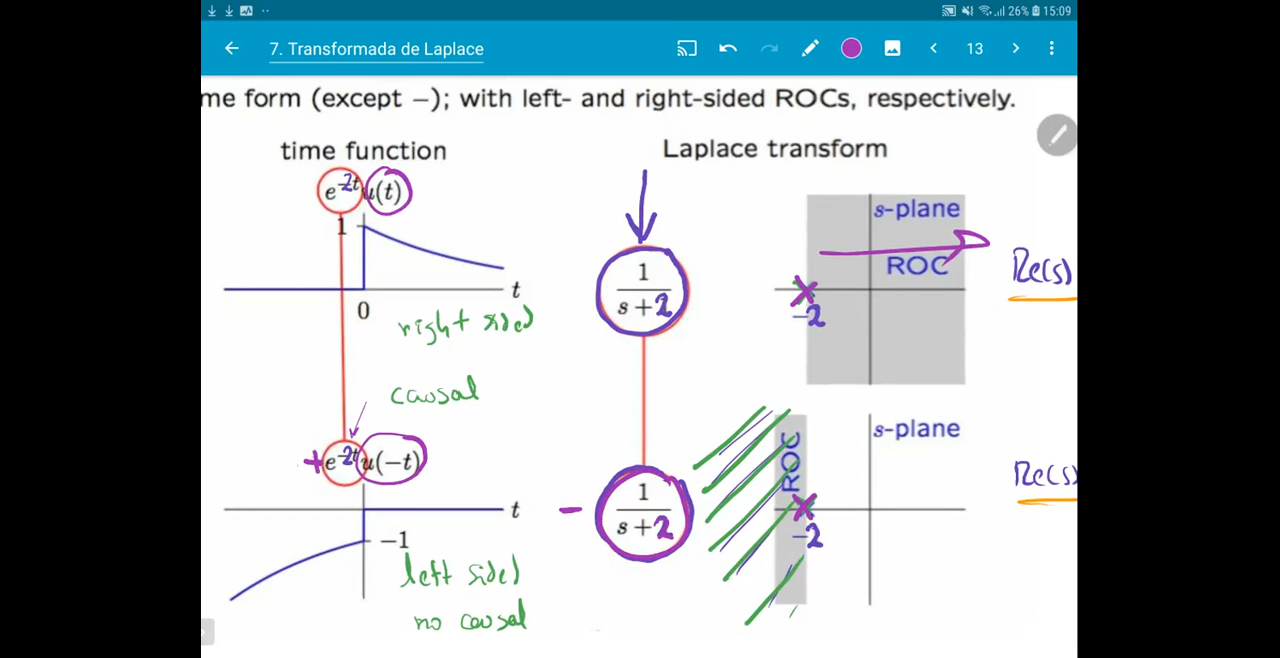 26% 15:09
7. Transformada de Laplace 13
me form (except −); with left- and right-sided ROCs, respectively.
time function Laplace transform
e^{-2t}u(t)
1
0 t
right sided
1/(s+2)
s-plane
ROC
−2
Re(s)
causal
+e^{-2t}u(−t)
t
−1
left sided
no causal
− 1/(s+2)
ROC
s-plane
−2
Re(s)